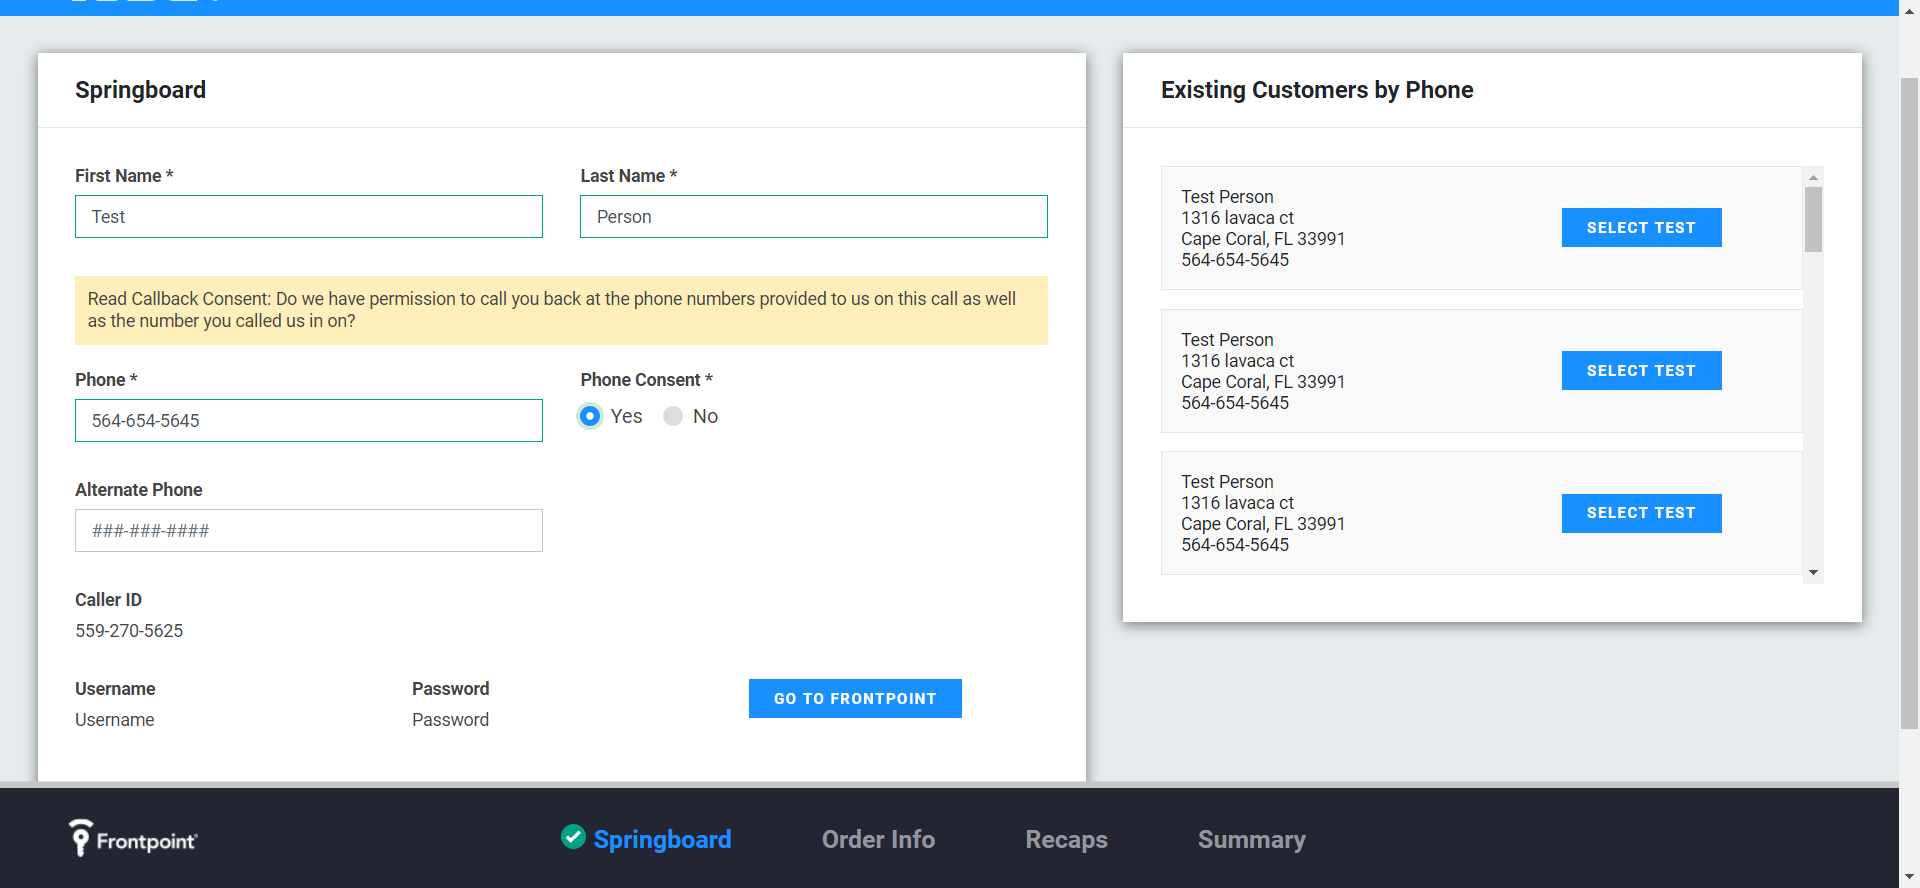 Springboard
First Name *
Last Name *
Test
Person
Read Callback Consent: Do we have permission to call you back at the phone numbers provided to us on this call as well
as the number you called us in on?
Phone *
Phone Consent *
564-654-5645
Yes
No
Alternate Phone
###-###-####
Caller ID
559-270-5625
Username
Password
Username
Password
GO TO FRONTPOINT
Existing Customers by Phone
Test Person
1316 lavaca ct
Cape Coral, FL 33991
564-654-5645
SELECT TEST
Test Person
1316 lavaca ct
Cape Coral, FL 33991
564-654-5645
SELECT TEST
Test Person
1316 lavaca ct
Cape Coral, FL 33991
564-654-5645
SELECT TEST
Frontpoint
Springboard
Order Info
Recaps
Summary